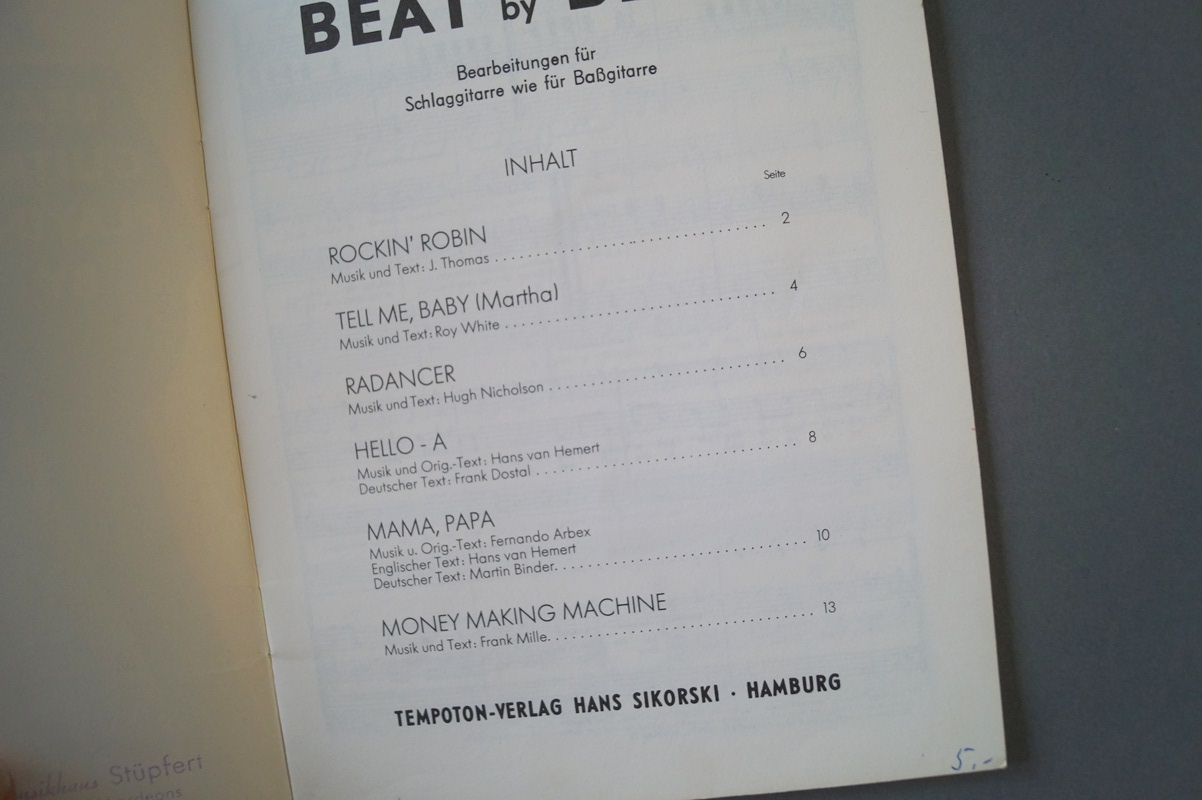 BEAT by
Bearbeitungen für
Schlaggitarre wie für Baßgitarre
INHALT
Seite
ROCKIN' ROBIN
Musik und Text: J. Thomas . . . . . . . . . . . . . . . . . . . . . . . . . . . . . . 2
TELL ME, BABY (Martha)
Musik und Text: Roy White . . . . . . . . . . . . . . . . . . . . . . . . . . . . . . 4
RADANCER
Musik und Text: Hugh Nicholson . . . . . . . . . . . . . . . . . . . . . . . . . . 6
HELLO - A
Musik und Orig.-Text: Hans van Hemert
Deutscher Text: Frank Dostal . . . . . . . . . . . . . . . . . . . . . . . . . . . . 8
MAMA, PAPA
Musik u. Orig.-Text: Fernando Arbex
Englischer Text: Hans van Hemert
Deutscher Text: Martin Binder. . . . . . . . . . . . . . . . . . . . . . . . . . . 10
MONEY MAKING MACHINE
Musik und Text: Frank Mille. . . . . . . . . . . . . . . . . . . . . . . . . . . . 13
TEMPOTON-VERLAG HANS SIKORSKI · HAMBURG
Stüpfert
5.-